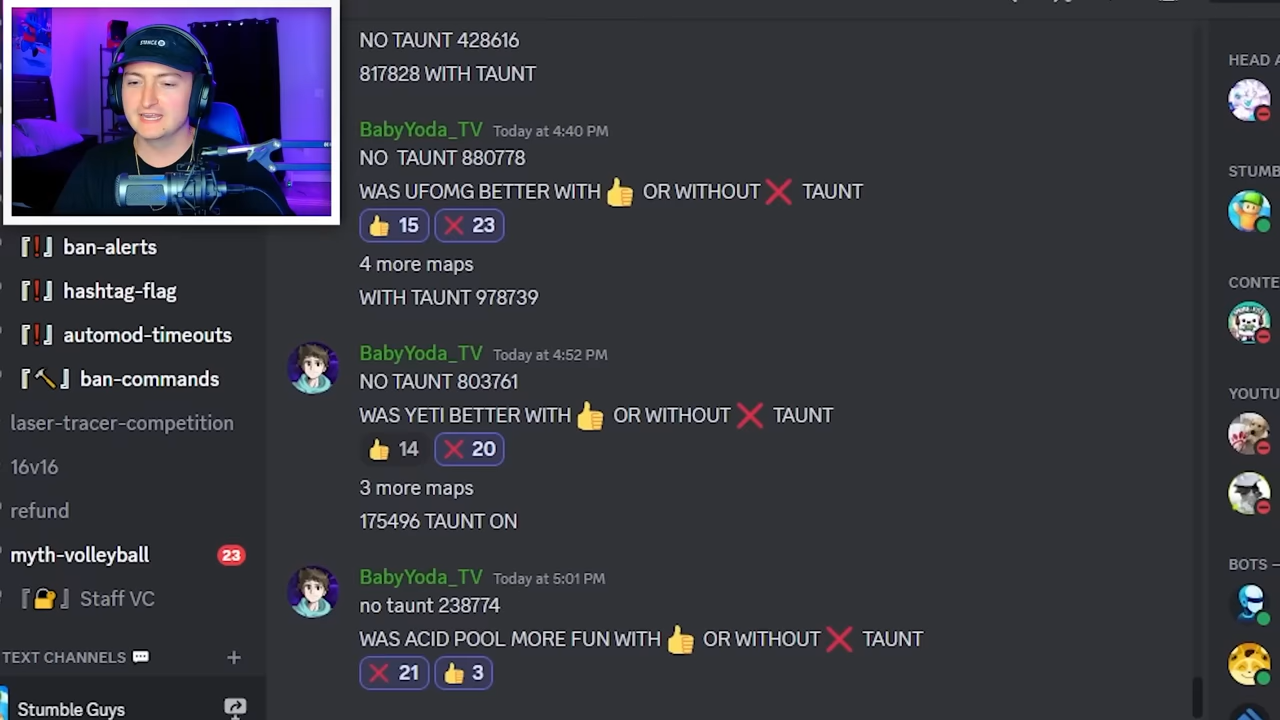 NO TAUNT 428616
817828 WITH TAUNT
BabyYoda_TV Today at 4:40 PM
NO TAUNT 880778
WAS UFOMG BETTER WITH 👍 OR WITHOUT ❌ TAUNT
👍 15 ❌ 23
4 more maps
WITH TAUNT 978739
BabyYoda_TV Today at 4:52 PM
NO TAUNT 803761
WAS YETI BETTER WITH 👍 OR WITHOUT ❌ TAUNT
👍 14 ❌ 20
3 more maps
175496 TAUNT ON
BabyYoda_TV Today at 5:01 PM
no taunt 238774
WAS ACID POOL MORE FUN WITH 👍 OR WITHOUT ❌ TAUNT
❌ 21 👍 3
STANCE
『❗』ban-alerts
『❗』hashtag-flag
『❗』automod-timeouts
『🔨』ban-commands
laser-tracer-competition
16v16
refund
myth-volleyball 23
『🔐』Staff VC
TEXT CHANNELS 💬 +
Stumble Guys
HEAD A
STUMB
CONTE
YOUTU
BOTS —